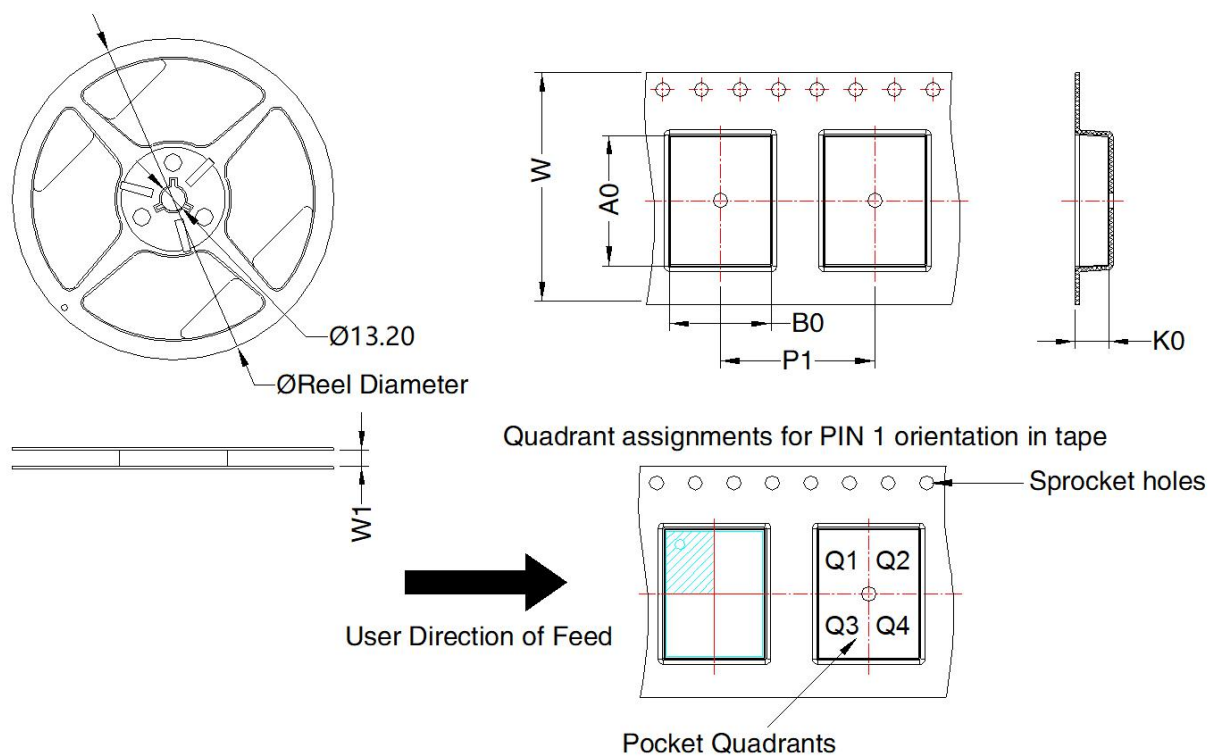 Ø13.20
ØReel Diameter
W1
W
A0
B0
P1
K0
Quadrant assignments for PIN 1 orientation in tape
Sprocket holes
User Direction of Feed
Q1 Q2
Q3 Q4
Pocket Quadrants